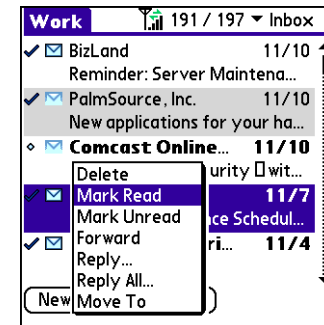 Work 191 / 197 Inbox
BizLand 11/10
Reminder: Server Maintena...
PalmSource, Inc. 11/10
New applications for your ha...
Comcast Online... 11/10
urity ▯wit...
11/7
ce Schedul...
ri... 11/4
Delete
Mark Read
Mark Unread
Forward
Reply...
Reply All...
Move To
New